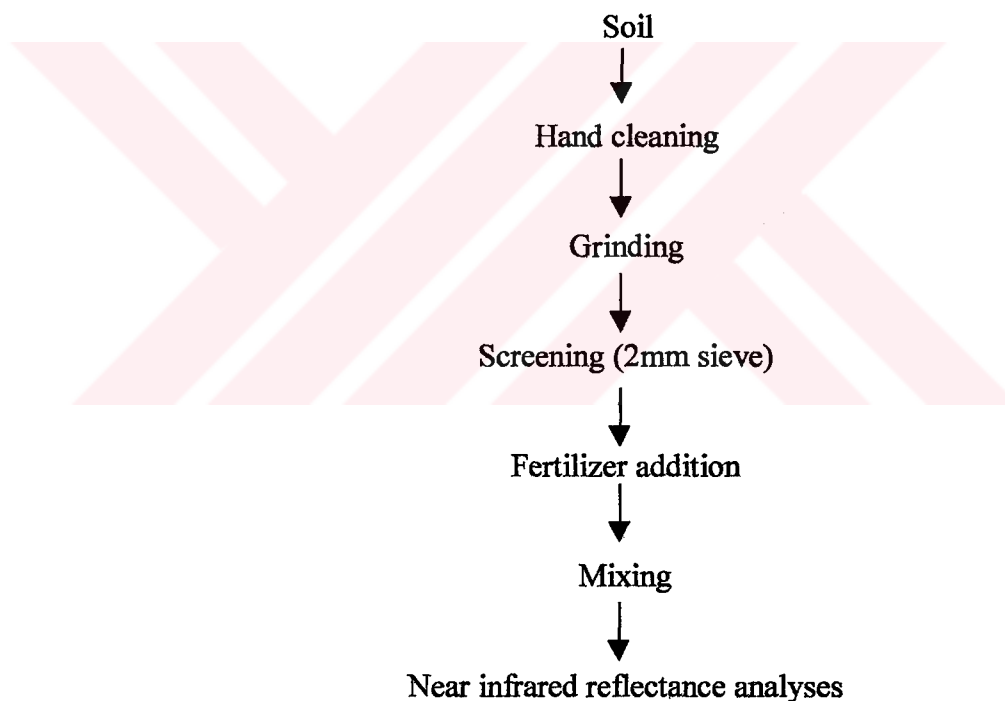 Soil
Hand cleaning
Grinding
Screening (2mm sieve)
Fertilizer addition
Mixing
Near infrared reflectance analyses